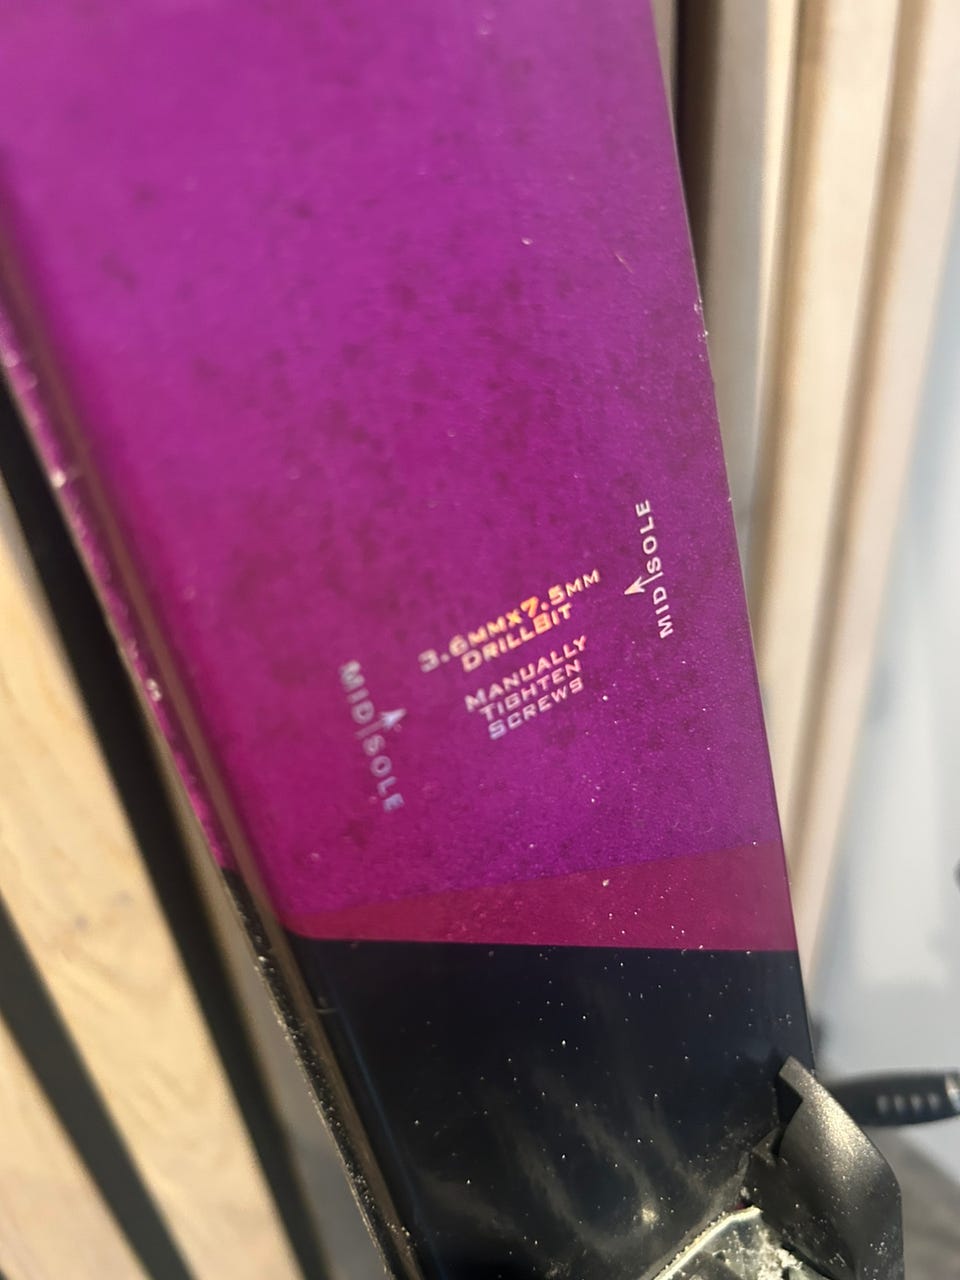 MID|SOLE
3.6MMX7.5MM
DRILLBIT
MANUALLY
TIGHTEN
SCREWS
MID|SOLE